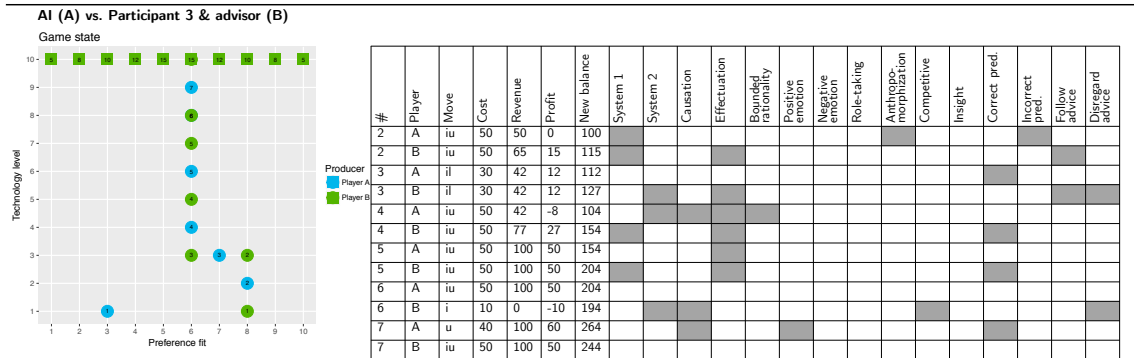 AI (A) vs. Participant 3 & advisor (B)
Game state
Technology level
10
9
8
7
6
5
4
3
2
1
5 8 10 12 15 15 12 10 8 5
7
6
5
5
4
4
3 3 2
2
1 1
1 2 3 4 5 6 7 8 9 10
Preference fit
Producer
Player A
Player B
# Player Move Cost Revenue Profit New balance System 1 System 2 Causation Effectuation Bounded rationality Positive emotion Negative emotion Role-taking Anthropo-morphization Competitive Insight Correct pred. Incorrect pred. Follow advice Disregard advice
2 A iu 50 50 0 100
2 B iu 50 65 15 115
3 A il 30 42 12 112
3 B il 30 42 12 127
4 A iu 50 42 -8 104
4 B iu 50 77 27 154
5 A iu 50 100 50 154
5 B iu 50 100 50 204
6 A iu 50 100 50 204
6 B i 10 0 -10 194
7 A u 40 100 60 264
7 B iu 50 100 50 244